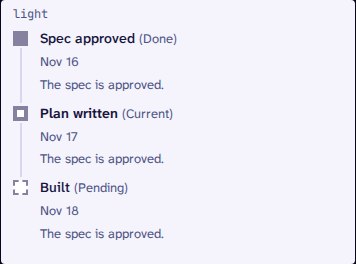 light
Spec approved (Done)
Nov 16
The spec is approved.
Plan written (Current)
Nov 17
The spec is approved.
Built (Pending)
Nov 18
The spec is approved.